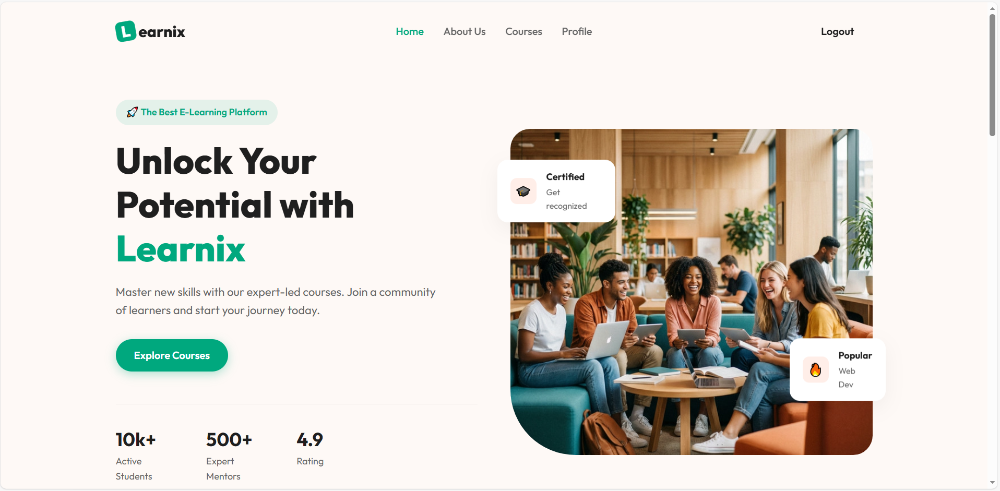 Learnix
Home
About Us
Courses
Profile
Logout
🚀 The Best E-Learning Platform
Unlock Your
Potential with
Learnix
Master new skills with our expert-led courses. Join a community
of learners and start your journey today.
Explore Courses
10k+
Active
Students
500+
Expert
Mentors
4.9
Rating
Certified
Get
recognized
Popular
Web
Dev